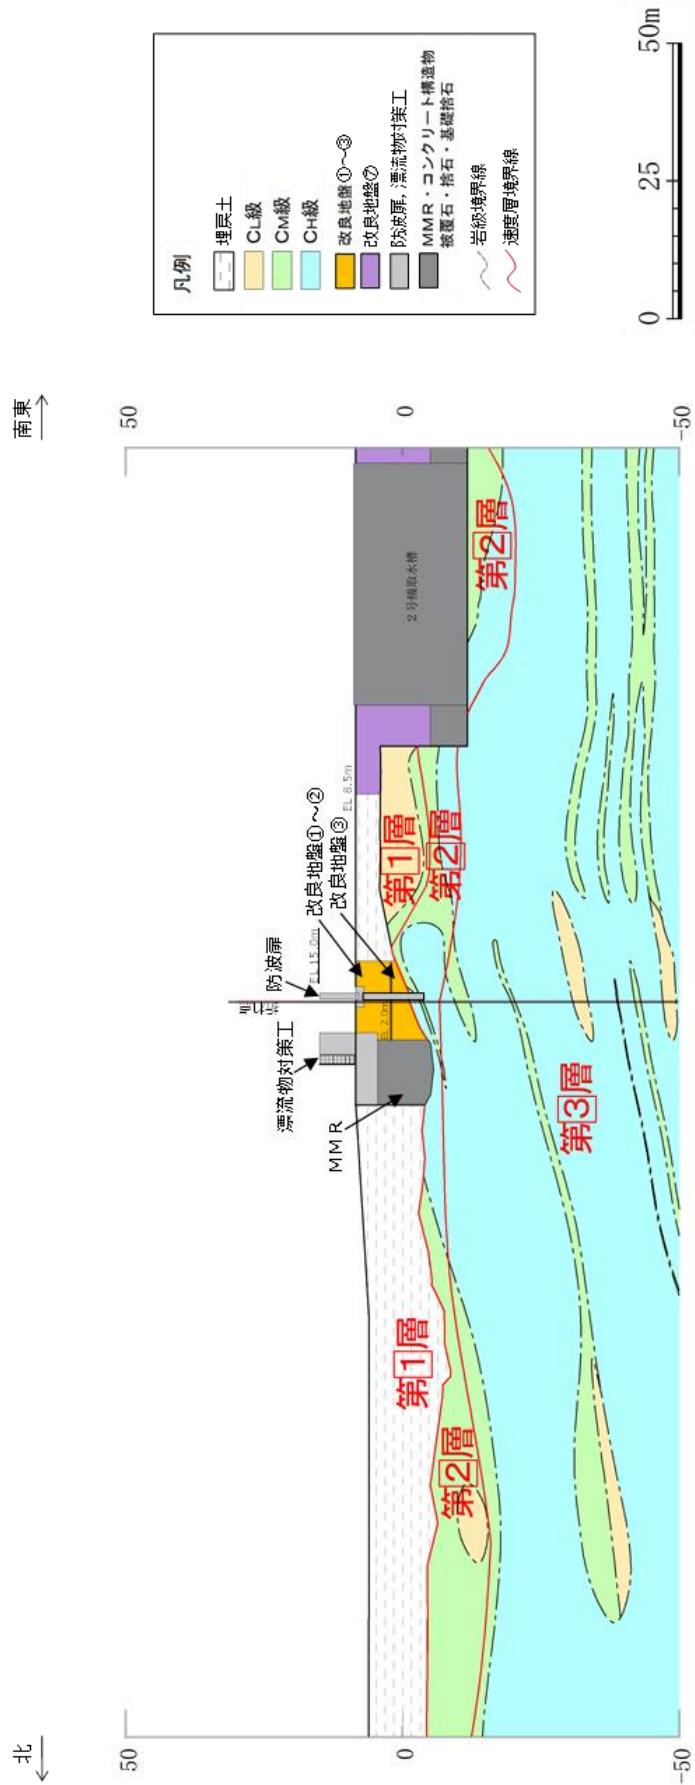 北
南東
50
0
-50
50
0
-50
漂流物対策工
防波扉
EL 15.0m
改良地盤①～②
改良地盤③
EL 8.5m
MMR
EL 2.0m
2号機取水槽
第1層
第2層
第1層
第2層
第2層
第3層
凡例
埋戻土
CL級
CM級
CH級
改良地盤①～③
改良地盤⑦
防波扉，漂流物対策工
MMR・コンクリート構造物
被覆石・捨石・基礎捨石
岩級境界線
速度層境界線
0
25
50m